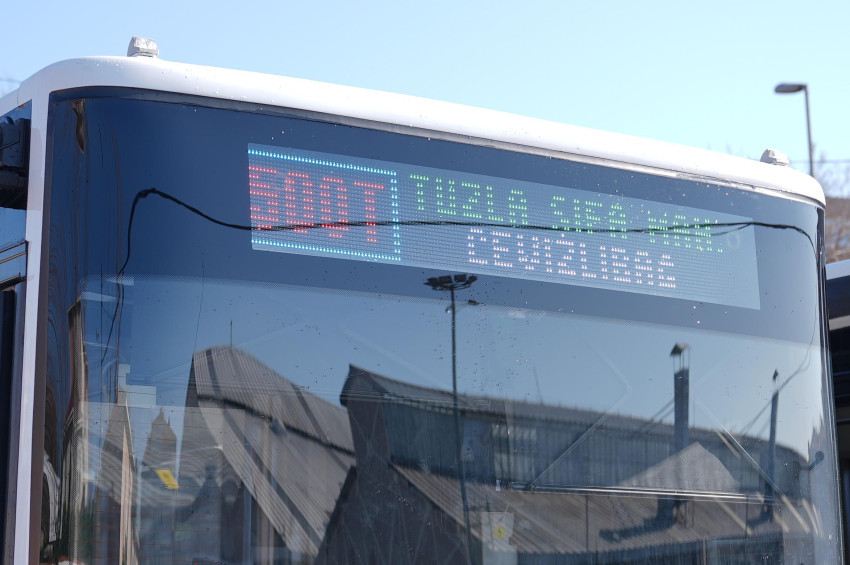 500T
TUZLA ŞİFA MAH.
CEVİZLİBAĞ